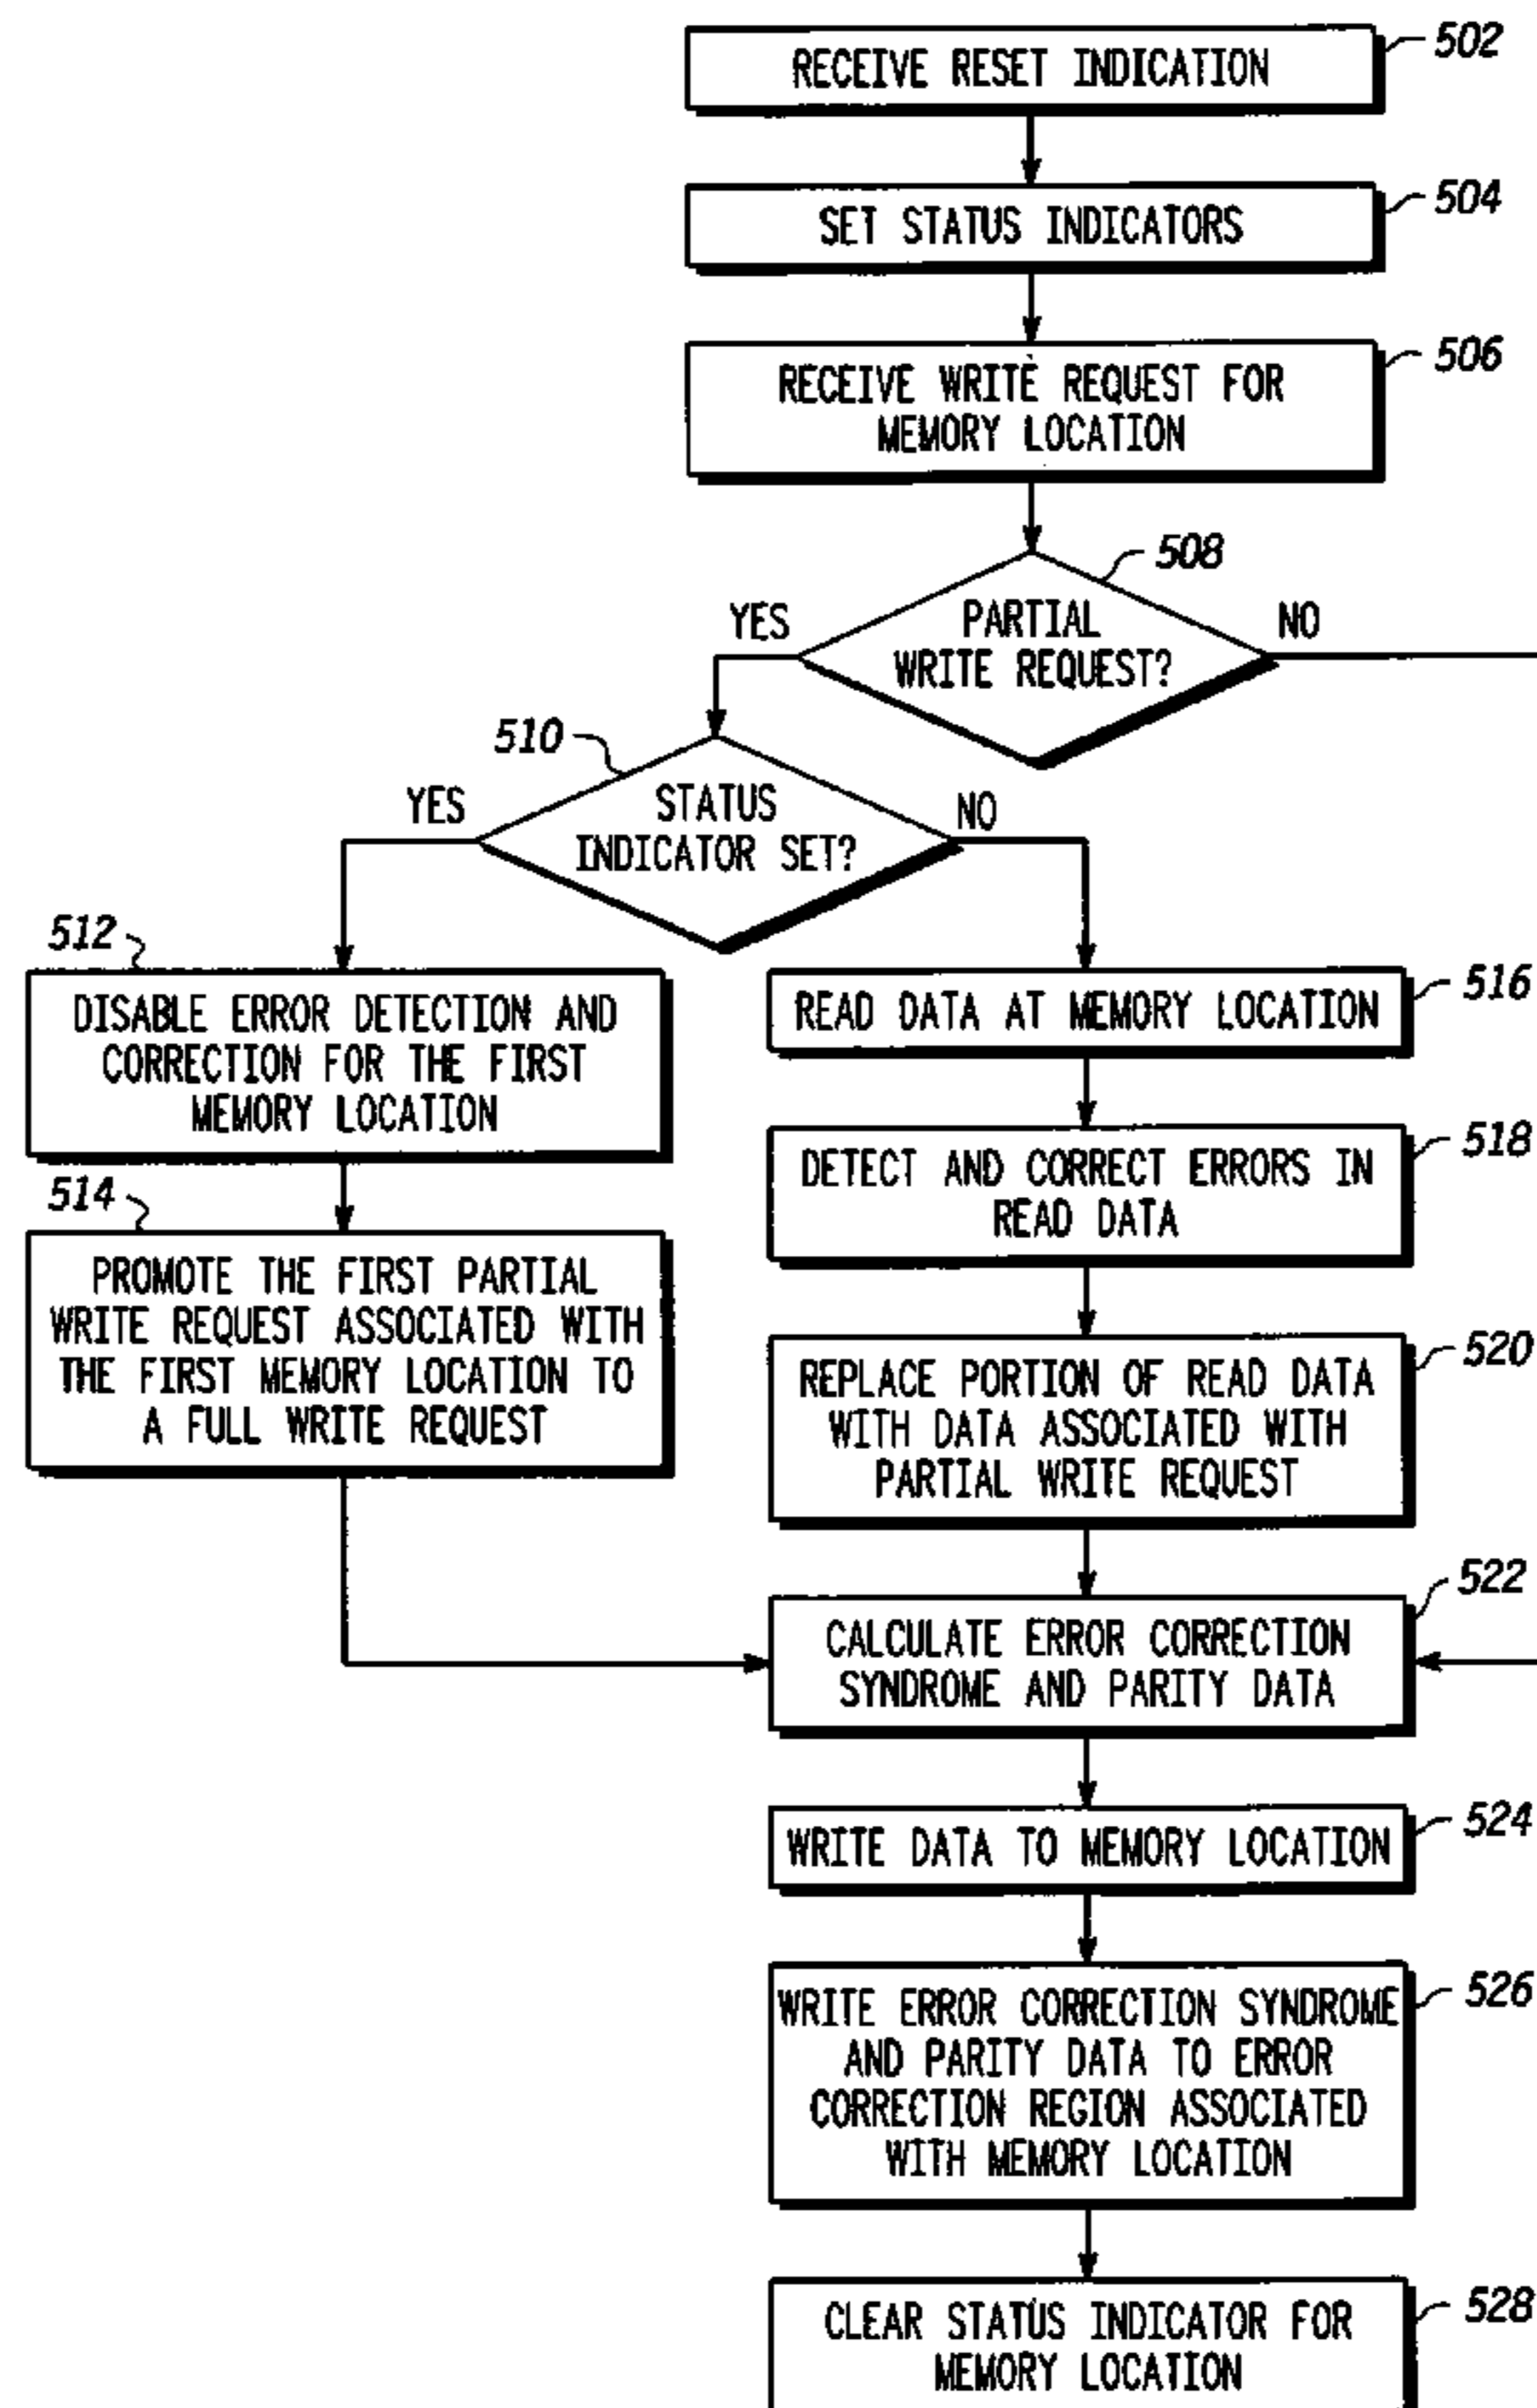 502
RECEIVE RESET INDICATION
504
SET STATUS INDICATORS
506
RECEIVE WRITE REQUEST FOR
MEMORY LOCATION
508
YES
PARTIAL
WRITE REQUEST?
NO
510
YES
STATUS
INDICATOR SET?
NO
512
DISABLE ERROR DETECTION AND
CORRECTION FOR THE FIRST
MEMORY LOCATION
514
PROMOTE THE FIRST PARTIAL
WRITE REQUEST ASSOCIATED WITH
THE FIRST MEMORY LOCATION TO
A FULL WRITE REQUEST
516
READ DATA AT MEMORY LOCATION
518
DETECT AND CORRECT ERRORS IN
READ DATA
520
REPLACE PORTION OF READ DATA
WITH DATA ASSOCIATED WITH
PARTIAL WRITE REQUEST
522
CALCULATE ERROR CORRECTION
SYNDROME AND PARITY DATA
524
WRITE DATA TO MEMORY LOCATION
526
WRITE ERROR CORRECTION SYNDROME
AND PARITY DATA TO ERROR
CORRECTION REGION ASSOCIATED
WITH MEMORY LOCATION
528
CLEAR STATUS INDICATOR FOR
MEMORY LOCATION